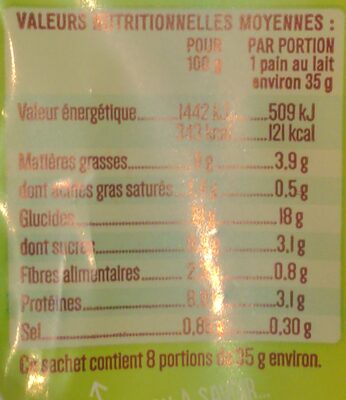 VALEURS NUTRITIONNELLES MOYENNES :
POUR PAR PORTION
100 g 1 pain au lait
environ 35 g
Valeur énergétique 1442 kJ 509 kJ
343 kcal 121 kcal
Matières grasses g 3,9 g
dont acides gras saturés 0,5 g
Glucides 18 g
dont sucres 3,1 g
Fibres alimentaires 0,8 g
Protéines 3,1 g
Sel 0,30 g
Ce sachet contient 8 portions de 35 g environ.
A SAVOIR...